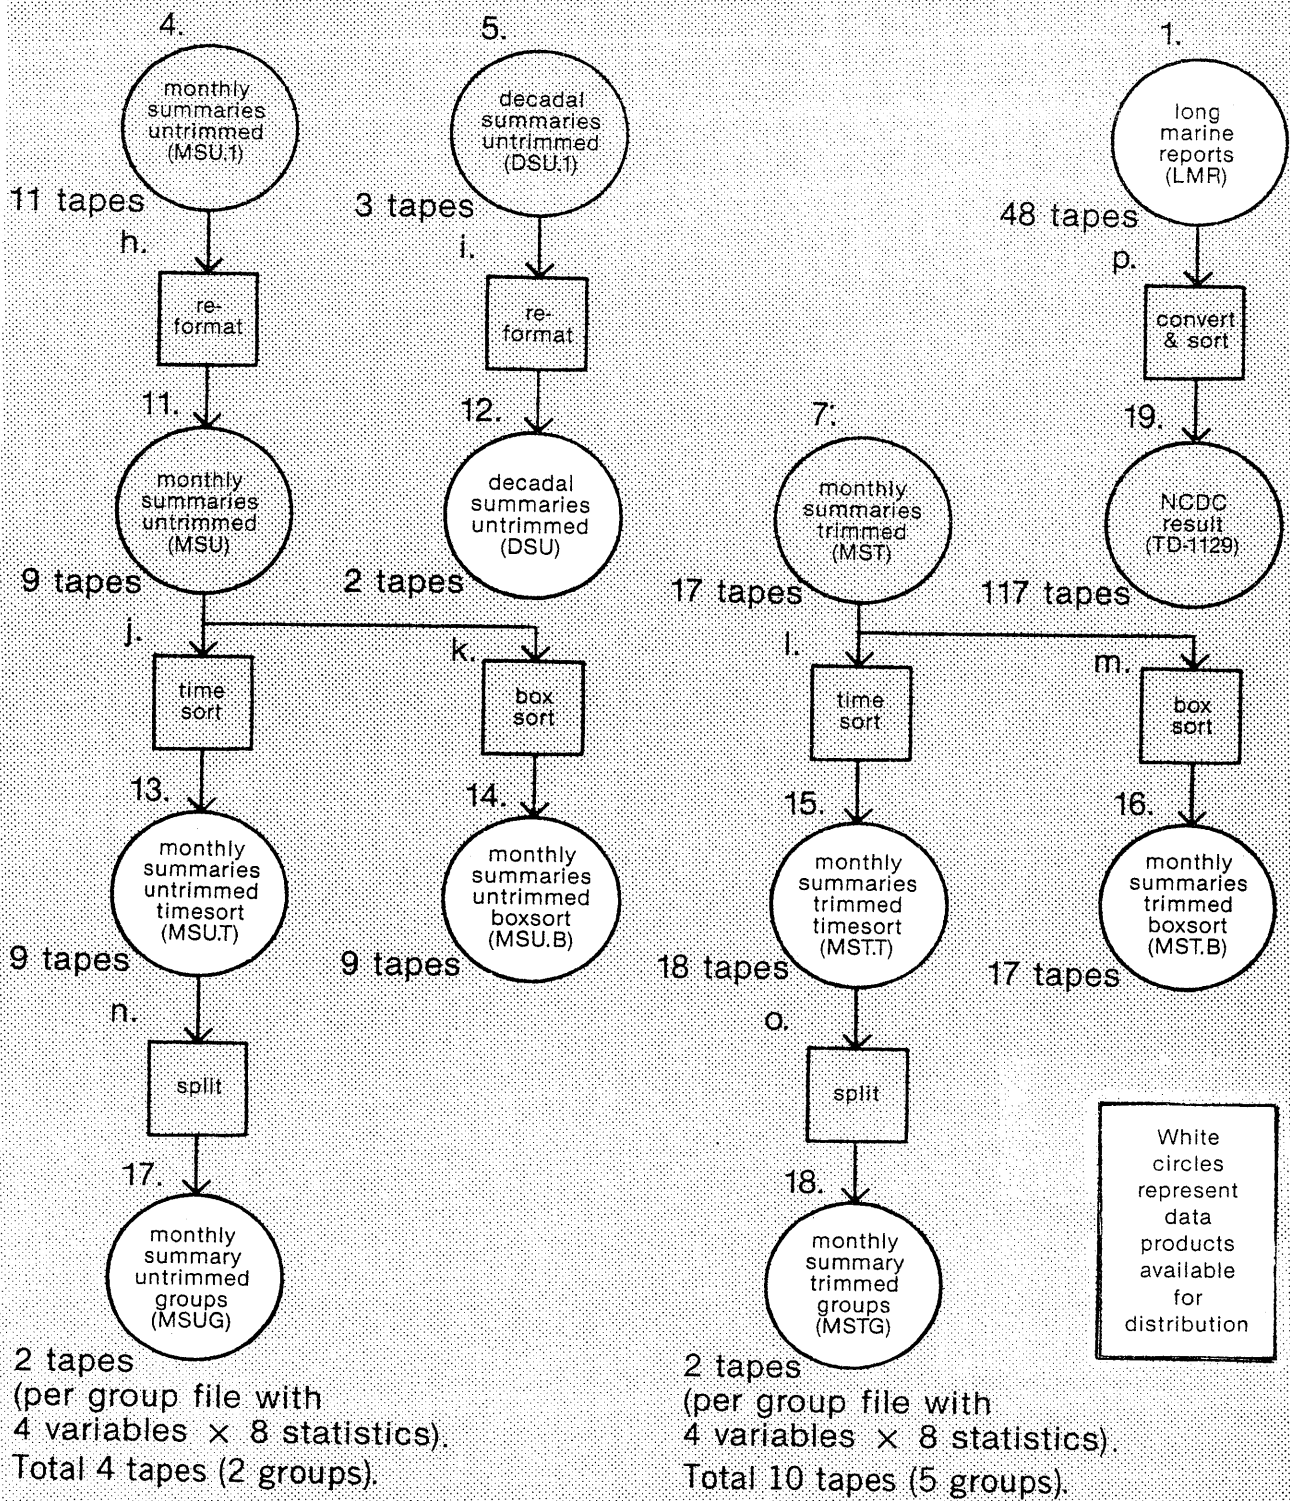 4.
monthly
summaries
untrimmed
(MSU.1)
11 tapes
h.
re-
format
11.
monthly
summaries
untrimmed
(MSU)
9 tapes
j.
time
sort
13.
monthly
summaries
untrimmed
timesort
(MSU.T)
9 tapes
n.
split
17.
monthly
summary
untrimmed
groups
(MSUG)
2 tapes
(per group file with
4 variables × 8 statistics).
Total 4 tapes (2 groups).
5.
decadal
summaries
untrimmed
(DSU.1)
3 tapes
i.
re-
format
12.
decadal
summaries
untrimmed
(DSU)
2 tapes
k.
box
sort
14.
monthly
summaries
untrimmed
boxsort
(MSU.B)
9 tapes
7:
monthly
summaries
trimmed
(MST)
17 tapes
l.
time
sort
15.
monthly
summaries
trimmed
timesort
(MST.T)
18 tapes
o.
split
18.
monthly
summary
trimmed
groups
(MSTG)
2 tapes
(per group file with
4 variables × 8 statistics).
Total 10 tapes (5 groups).
1.
long
marine
reports
(LMR)
48 tapes
p.
convert
& sort
19.
NCDC
result
(TD-1129)
117 tapes
m.
box
sort
16.
monthly
summaries
trimmed
boxsort
(MST.B)
17 tapes
White
circles
represent
data
products
available
for
distribution